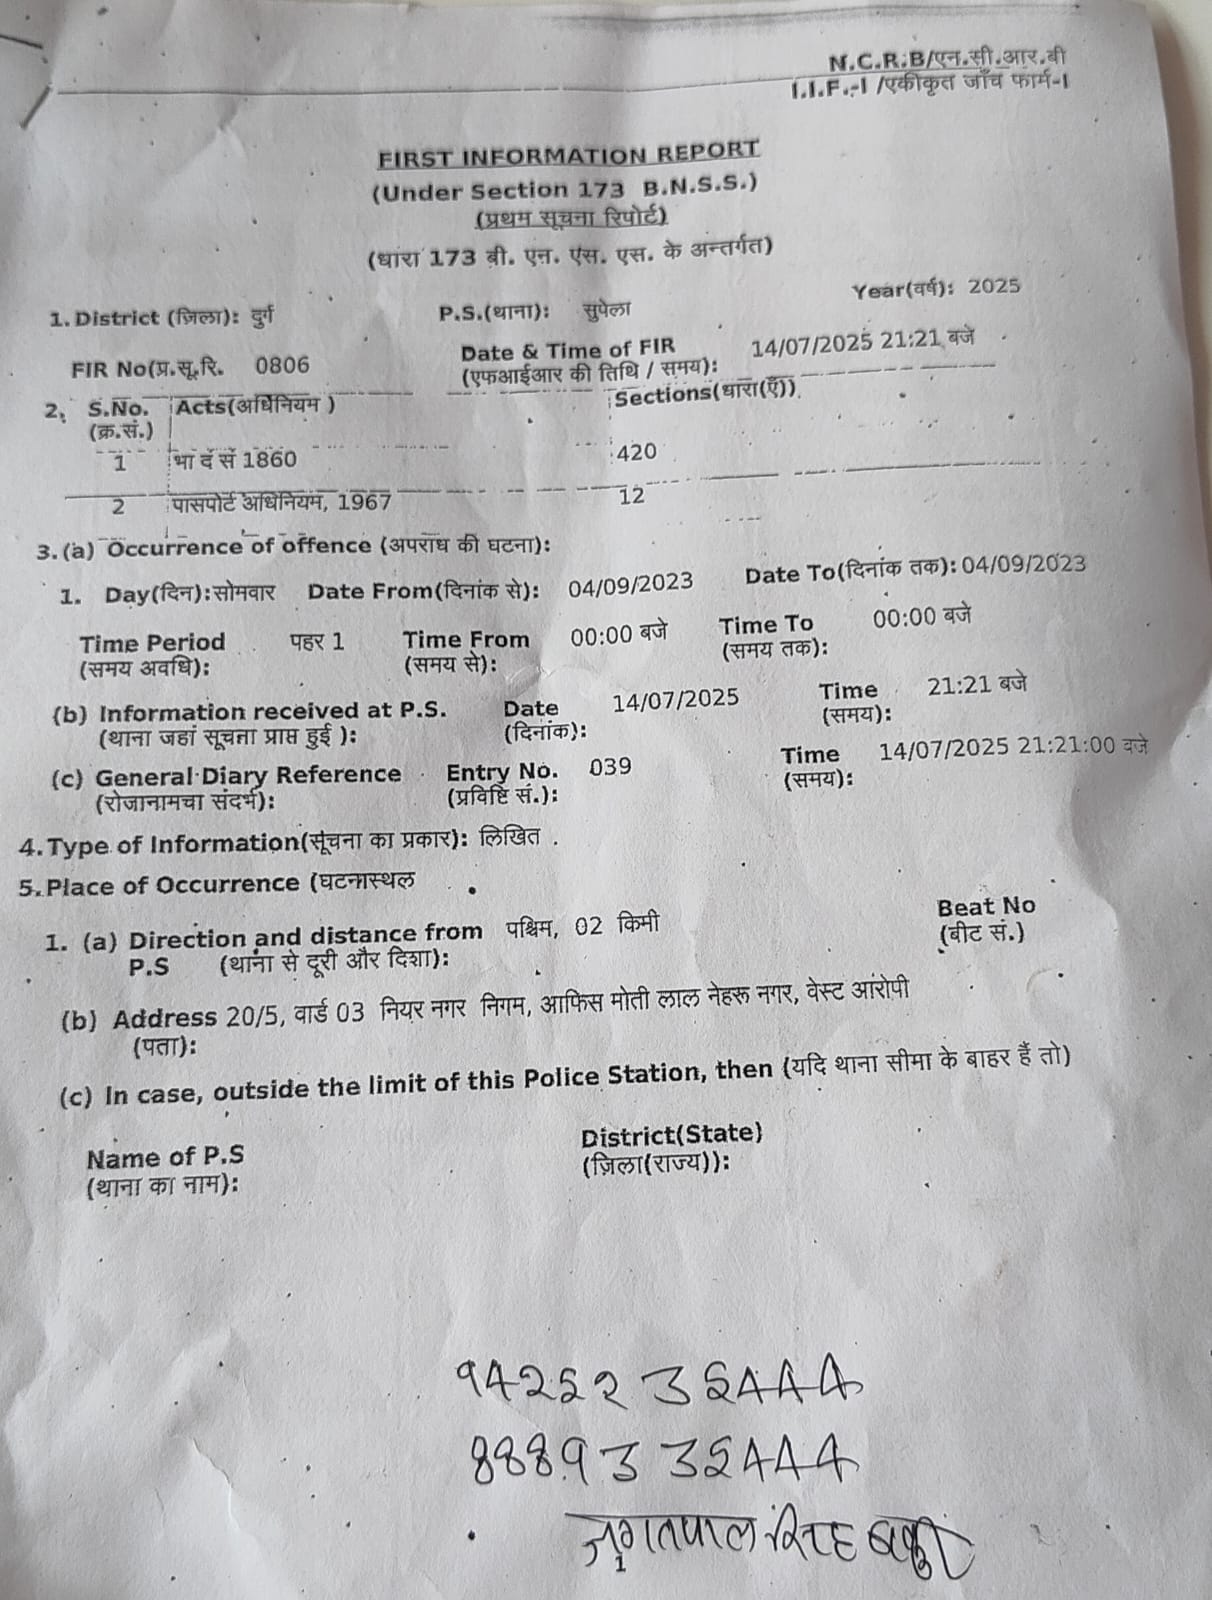 N.C.R.B/एन.सी.आर.बी
I.I.F.-I /एकीकृत जाँच फार्म-I
FIRST INFORMATION REPORT
(Under Section 173 B.N.S.S.)
(प्रथम सूचना रिपोर्ट)
(धारा 173 बी. एन. एस. एस. के अन्तर्गत)
1. District (ज़िला): दुर्ग P.S.(थाना): सुपेला Year(वर्ष): 2025
FIR No(प्र.सू.रि. 0806 Date & Time of FIR 14/07/2025 21:21 बजे
(एफआईआर की तिथि / समय):
2. S.No. Acts(अधिनियम ) Sections(धारा(एँ))
(क्र.सं.)
1 भा दं सं 1860 420
2 पासपोर्ट अधिनियम, 1967 12
3. (a) Occurrence of offence (अपराध की घटना):
1. Day(दिन):सोमवार Date From(दिनांक से): 04/09/2023 Date To(दिनांक तक): 04/09/2023
Time Period पहर 1 Time From 00:00 बजे Time To 00:00 बजे
(समय अवधि): (समय से): (समय तक):
(b) Information received at P.S. Date 14/07/2025 Time 21:21 बजे
(थाना जहां सूचना प्राप्त हुई ): (दिनांक): (समय):
(c) General Diary Reference Entry No. 039 Time 14/07/2025 21:21:00 बजे
(रोजानामचा संदर्भ): (प्रविष्टि सं.): (समय):
4. Type of Information(सूचना का प्रकार): लिखित
5. Place of Occurrence (घटनास्थल
1. (a) Direction and distance from पश्चिम, 02 किमी Beat No
P.S (थाना से दूरी और दिशा): (बीट सं.)
(b) Address 20/5, वार्ड 03 नियर नगर निगम, आफिस मोती लाल नेहरू नगर, वेस्ट आरोपी
(पता):
(c) In case, outside the limit of this Police Station, then (यदि थाना सीमा के बाहर हैं तो)
Name of P.S District(State)
(थाना का नाम): (ज़िला(राज्य)):
जगतपाल सिंह
1